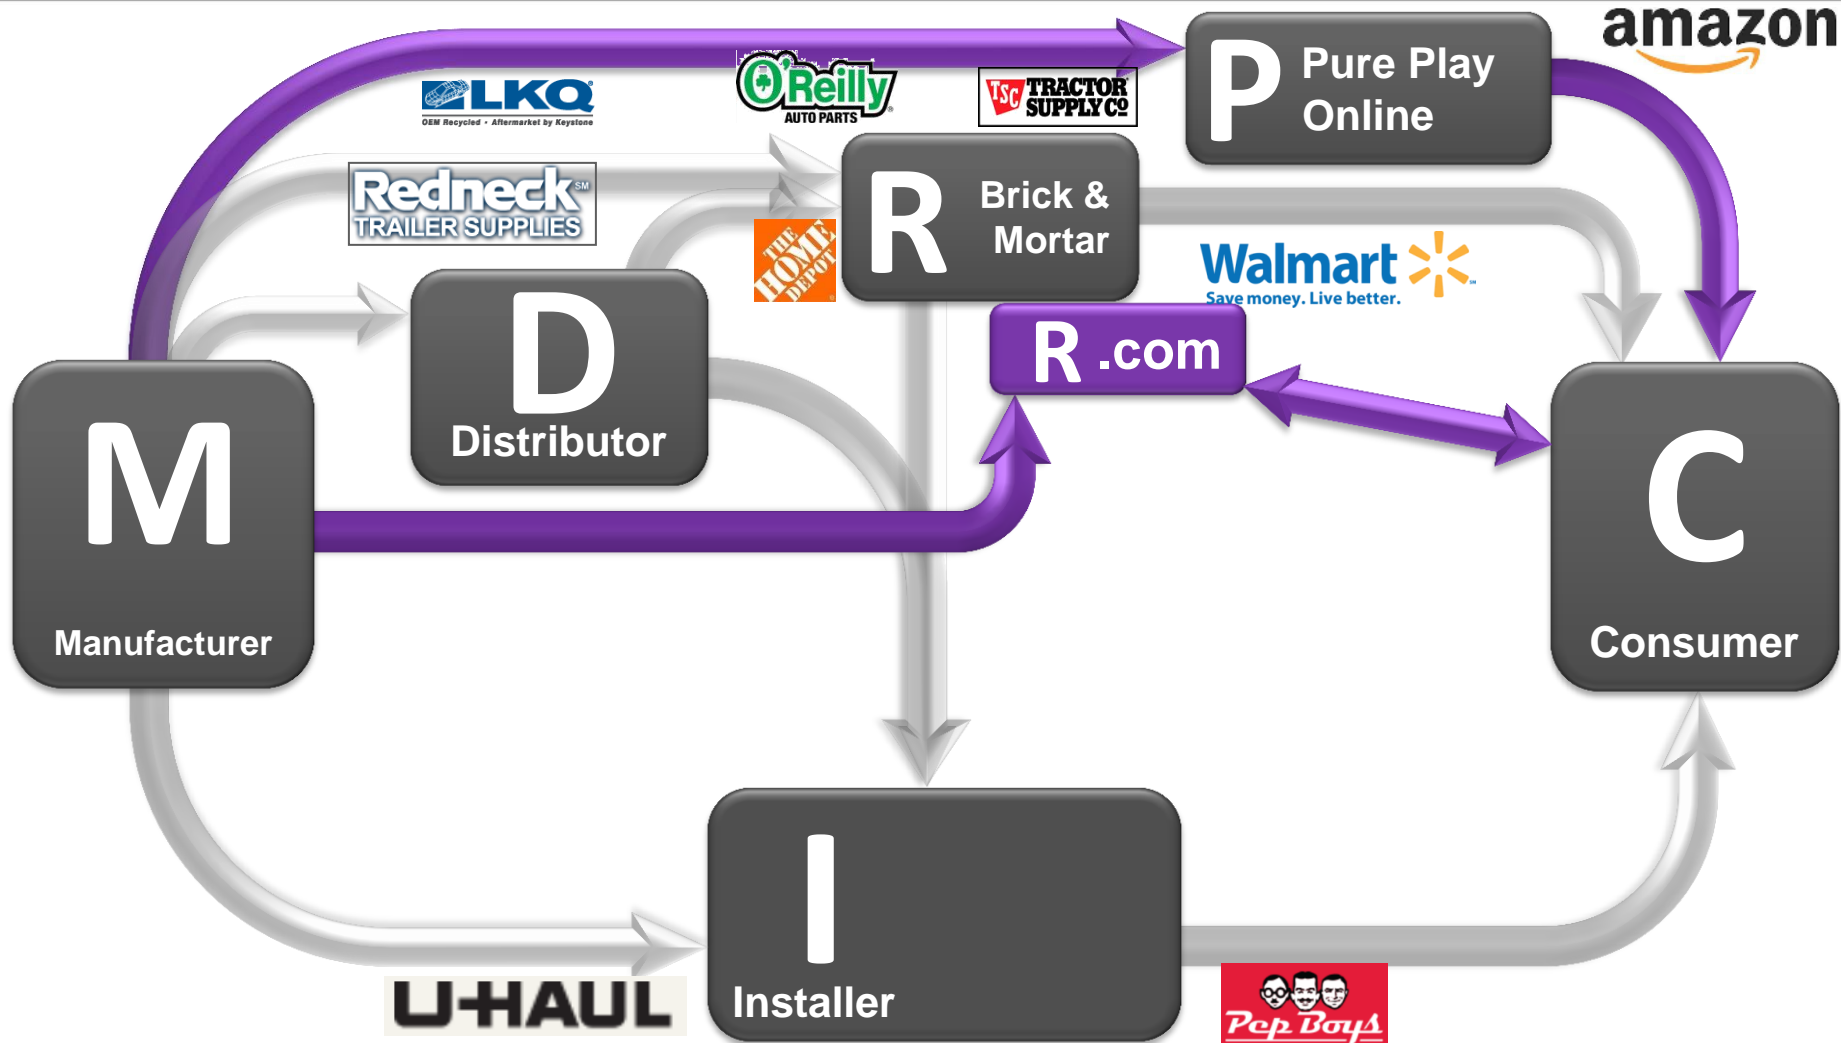 amazon
P Pure Play
Online
LKQ
OEM Recycled • Aftermarket by Keystone
O'Reilly®
AUTO PARTS
TSC TRACTOR
SUPPLY CO
Redneck SM
TRAILER SUPPLIES
R Brick &
Mortar
THE
HOME
DEPOT
Walmart
Save money. Live better.
R .com
D
Distributor
M
Manufacturer
C
Consumer
I
Installer
U-HAUL
Pep Boys